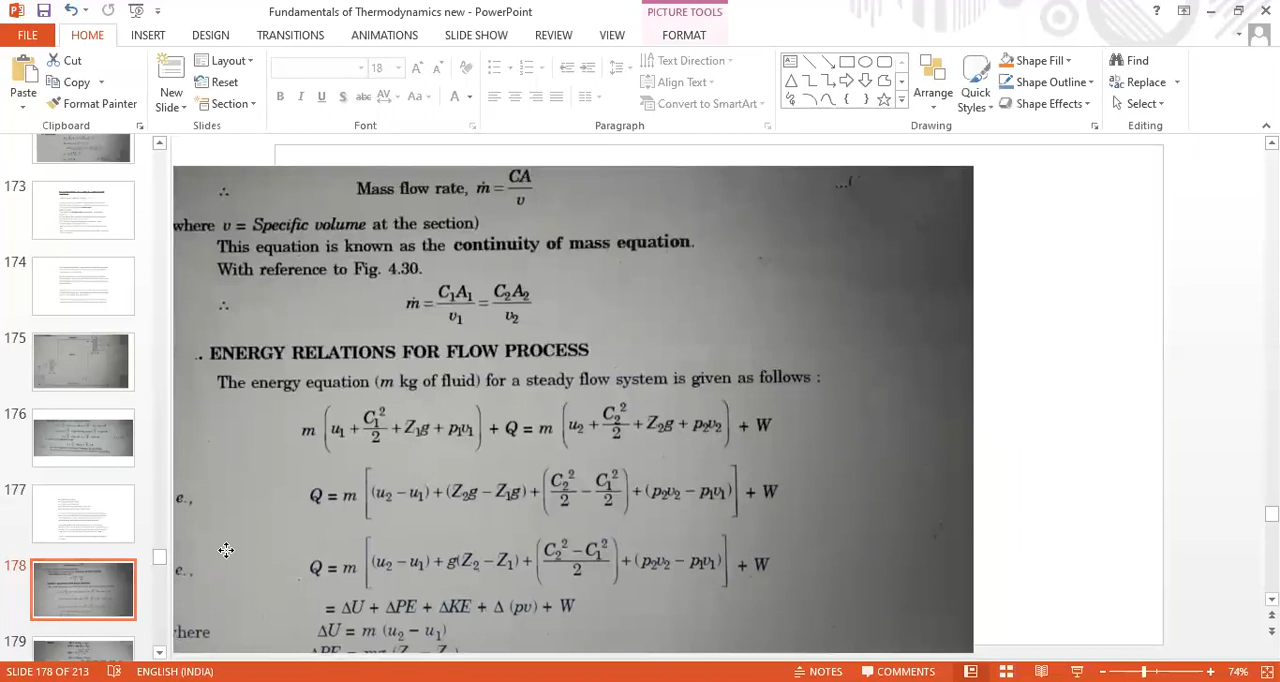 Fundamentals of Thermodynamics new - PowerPoint
PICTURE TOOLS
FILE HOME INSERT DESIGN TRANSITIONS ANIMATIONS SLIDE SHOW REVIEW VIEW FORMAT
Paste
Cut
Copy
Format Painter
Clipboard
New Slide
Layout
Reset
Section
Slides
18
B I U S abc AV Aa A
Font
Text Direction
Align Text
Convert to SmartArt
Paragraph
Arrange
Quick Styles
Shape Fill
Shape Outline
Shape Effects
Drawing
Find
Replace
Select
Editing
173
174
175
176
177
178
179
∴ Mass flow rate, ṁ = CA / v ...(
where v = Specific volume at the section)
This equation is known as the continuity of mass equation.
With reference to Fig. 4.30.
∴ ṁ = C₁A₁ / v₁ = C₂A₂ / v₂
.. ENERGY RELATIONS FOR FLOW PROCESS
The energy equation (m kg of fluid) for a steady flow system is given as follows :
m (u₁ + C₁²/2 + Z₁g + p₁v₁) + Q = m (u₂ + C₂²/2 + Z₂g + p₂v₂) + W
e., Q = m [(u₂ − u₁) + (Z₂g − Z₁g) + (C₂²/2 − C₁²/2) + (p₂v₂ − p₁v₁)] + W
e., Q = m [(u₂ − u₁) + g(Z₂ − Z₁) + ((C₂² − C₁²)/2) + (p₂v₂ − p₁v₁)] + W
= ΔU + ΔPE + ΔKE + Δ (pv) + W
here ΔU = m (u₂ − u₁)
SLIDE 178 OF 213 ENGLISH (INDIA) NOTES COMMENTS 74%